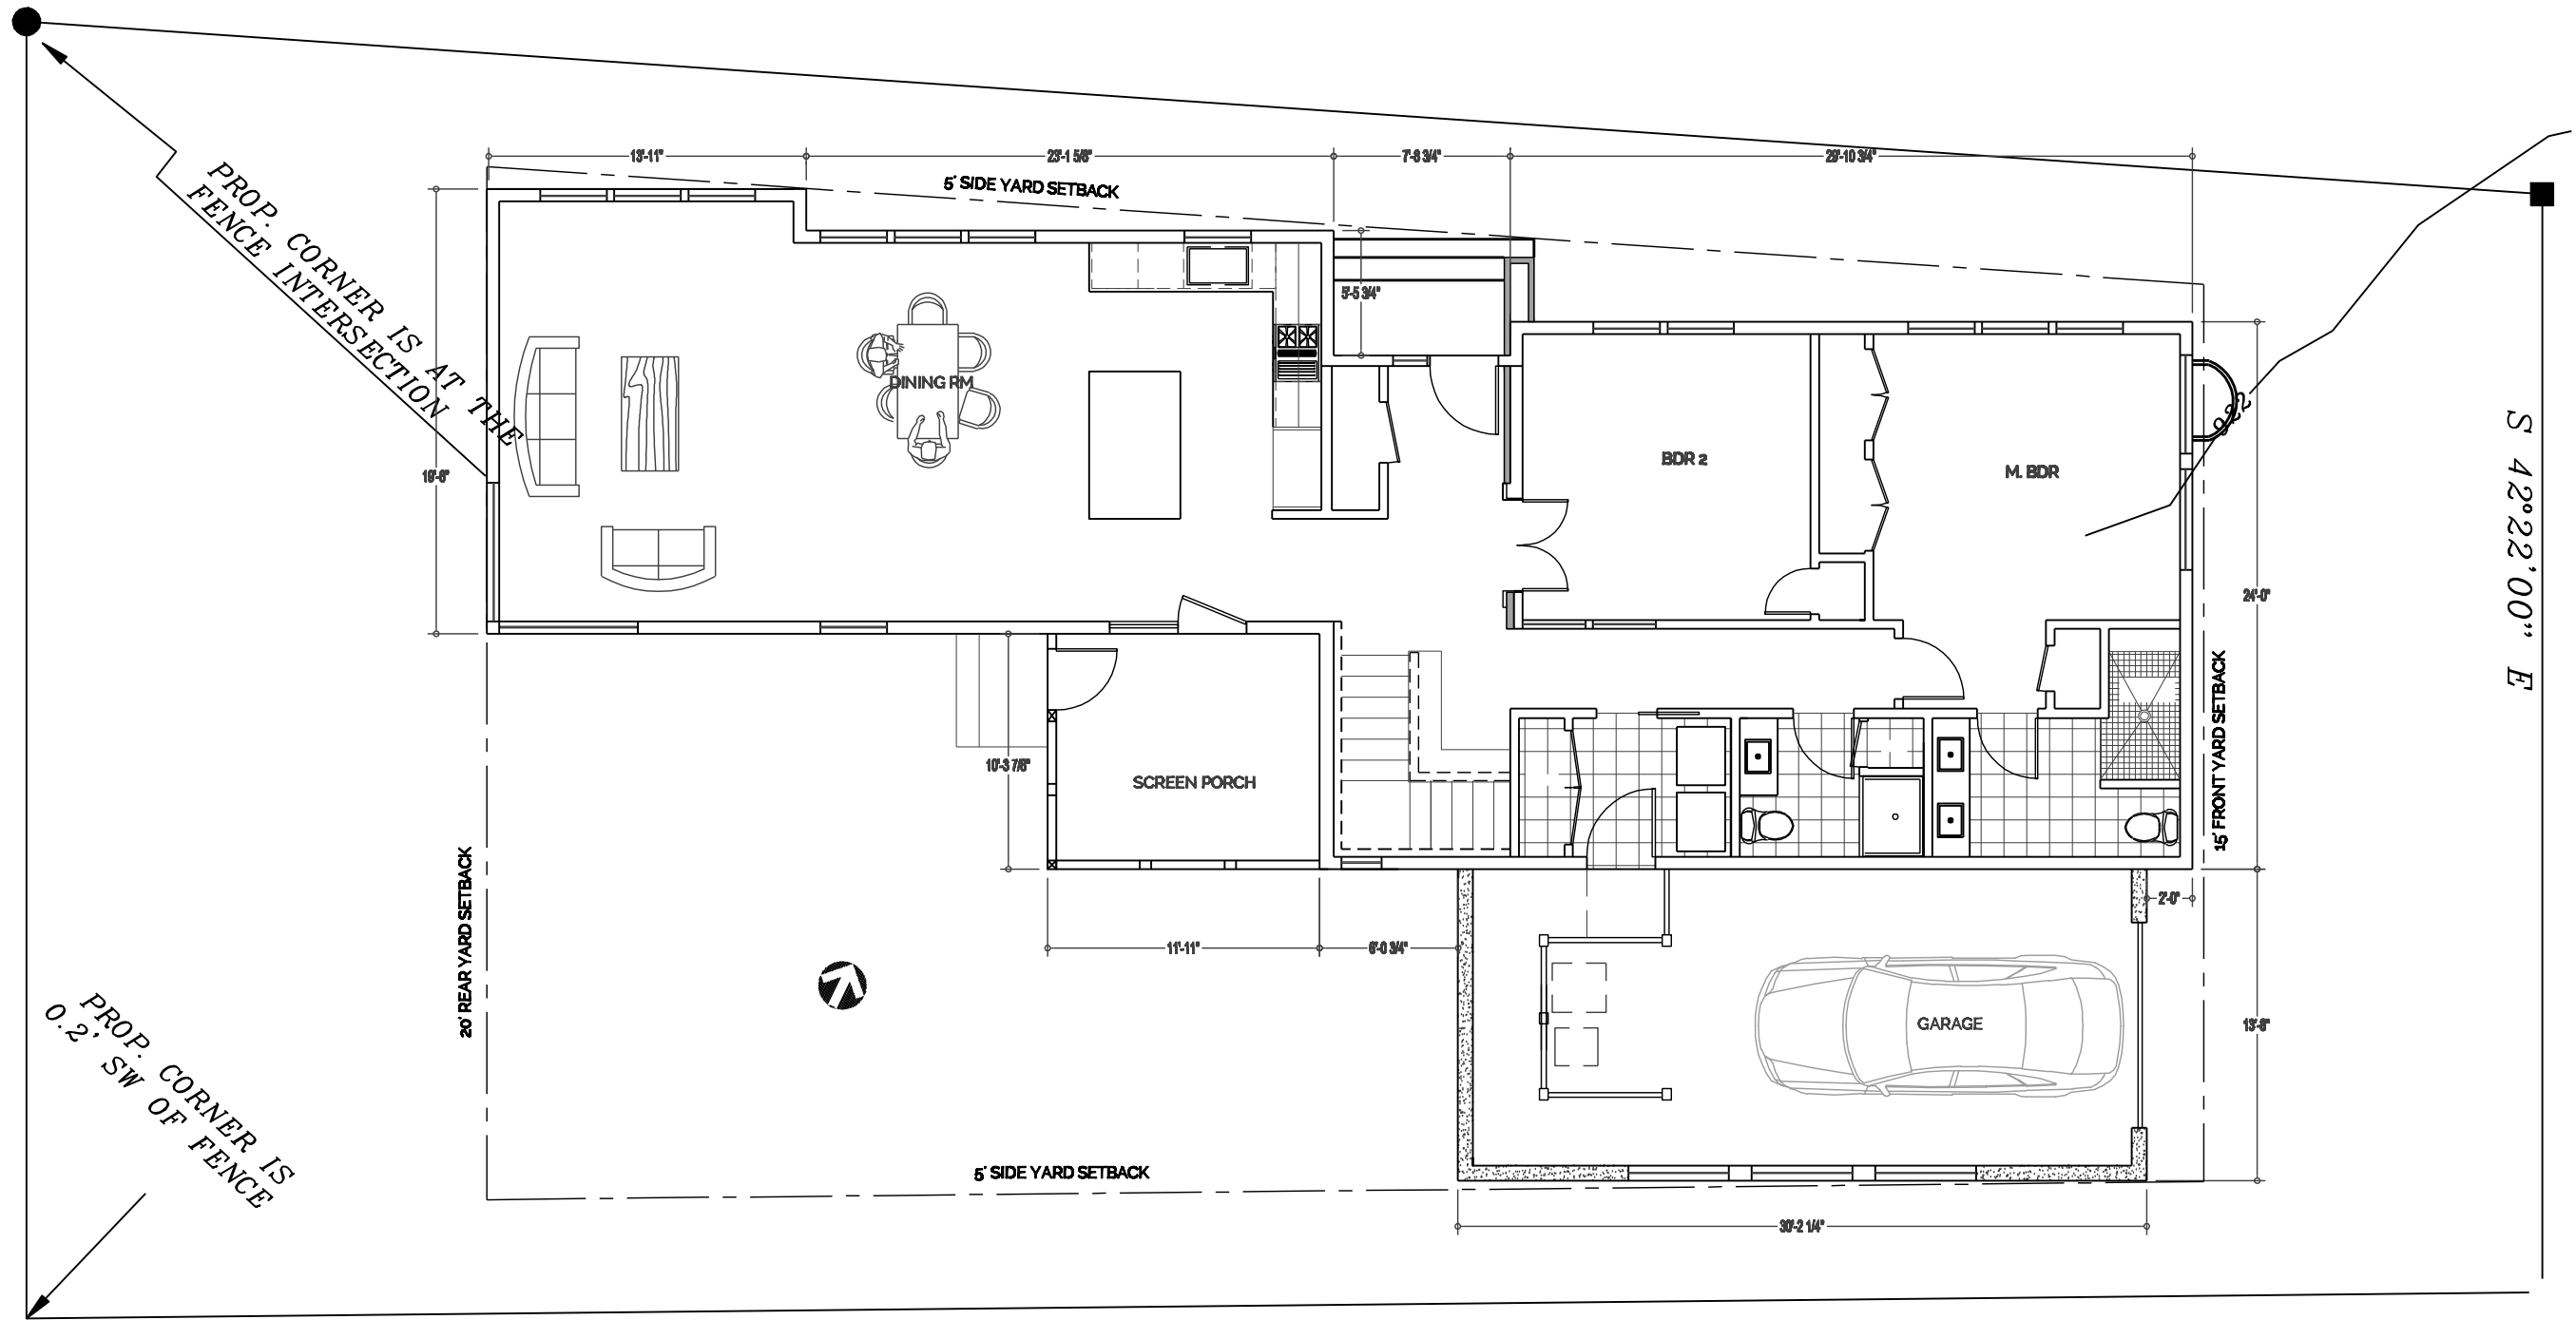 13'-11"
23'-1 5/8"
7'-8 3/4"
29'-10 3/4"
5' SIDE YARD SETBACK
PROP. CORNER IS AT THE
FENCE INTERSECTION
5'-5 3/4"
DINING RM
BDR 2
M. BDR
922
S 42°22'00" E
24'-0"
SCREEN PORCH
10'-3 7/8"
15' FRONT YARD SETBACK
20' REAR YARD SETBACK
2'-0"
11'-11"
6'-0 3/4"
GARAGE
PROP. CORNER IS
0.2' SW OF FENCE
5' SIDE YARD SETBACK
30'-2 1/4"